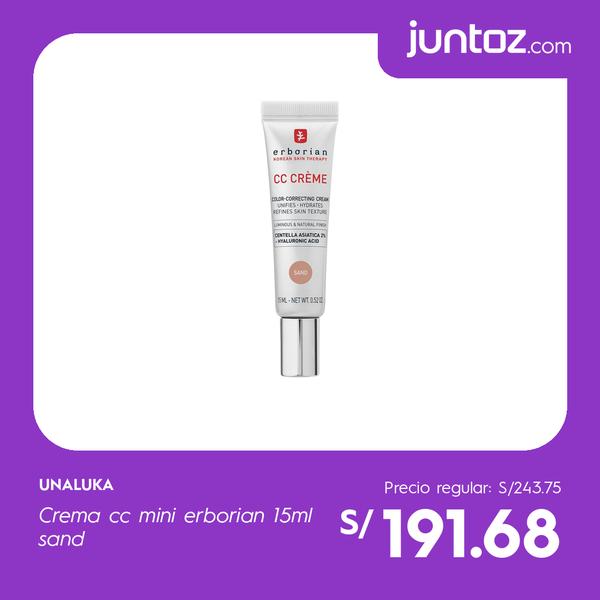 juntoz.com
erborian
KOREAN SKIN THERAPY
CC CRÈME
COLOR-CORRECTING CREAM
UNIFIES • HYDRATES
REFINES SKIN TEXTURE
LUMINOUS & NATURAL FINISH
CENTELLA ASIATICA 2%
- HYALURONIC ACID
SAND
15 ML - NET WT. 0.52 OZ.
UNALUKA
Precio regular: S/243.75
Crema cc mini erborian 15ml
sand
S/191.68